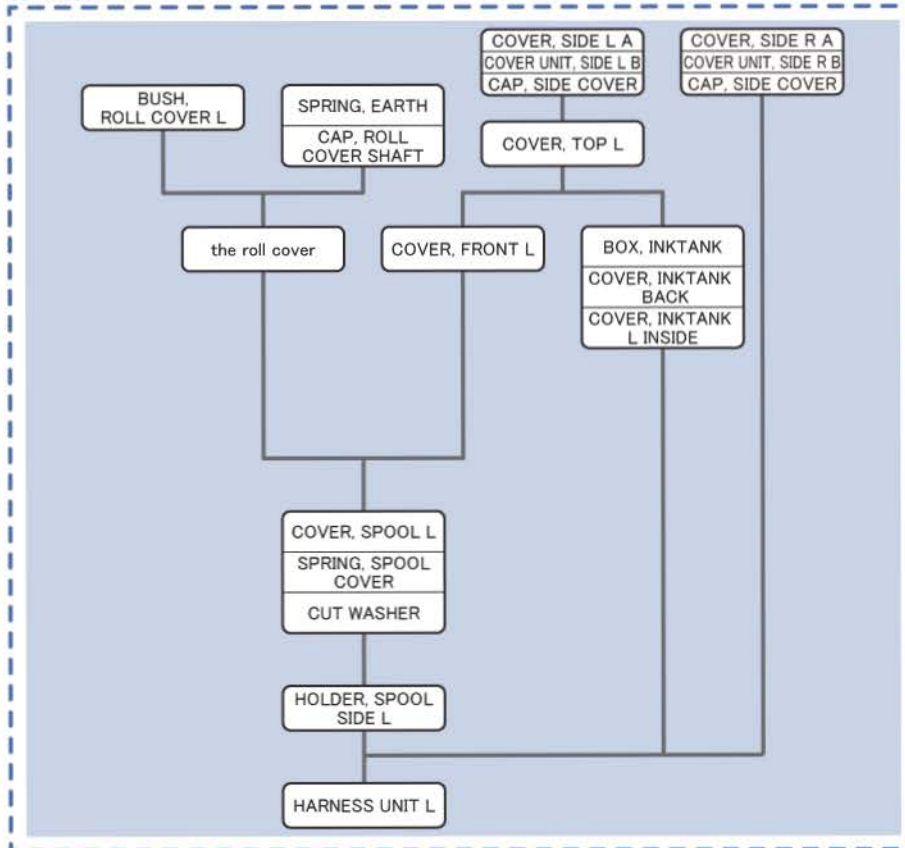 COVER, SIDE L A
COVER UNIT, SIDE L B
CAP, SIDE COVER
COVER, SIDE R A
COVER UNIT, SIDE R B
CAP, SIDE COVER
BUSH,
ROLL COVER L
SPRING, EARTH
CAP, ROLL
COVER SHAFT
COVER, TOP L
the roll cover
COVER, FRONT L
BOX, INKTANK
COVER, INKTANK
BACK
COVER, INKTANK
L INSIDE
COVER, SPOOL L
SPRING, SPOOL
COVER
CUT WASHER
HOLDER, SPOOL
SIDE L
HARNESS UNIT L